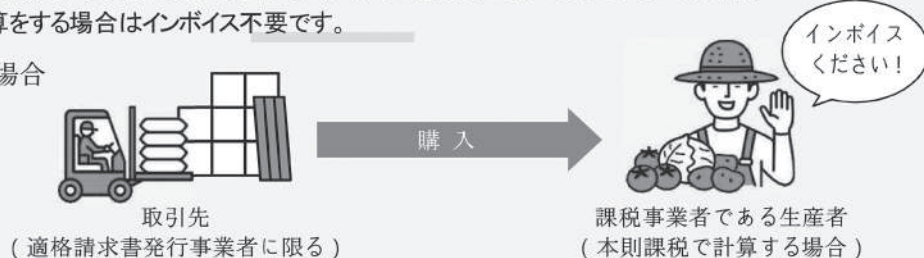 算をする場合はインボイス不要です。
場合
インボイス
ください！
購 入
取引先
（適格請求書発行事業者に限る）
課税事業者である生産者
（本則課税で計算する場合）